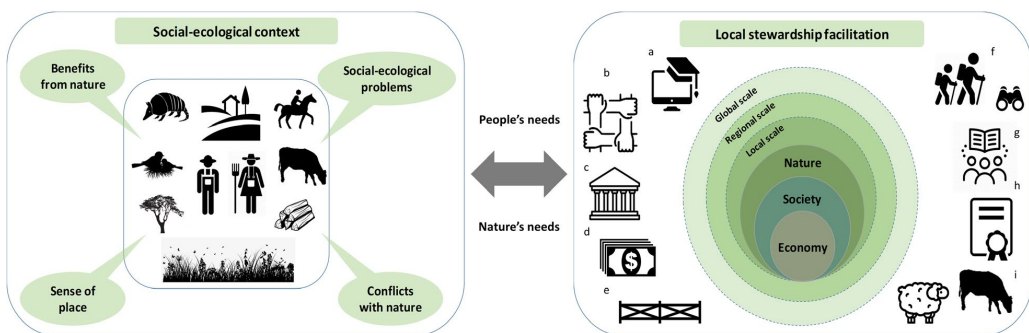 Social-ecological context
Benefits
from nature
Social-ecological
problems
Sense of
place
Conflicts
with nature
People's needs
Nature's needs
Local stewardship facilitation
a
b
c
d
e
Global scale
Regional scale
Local scale
Nature
Society
Economy
f
g
h
i